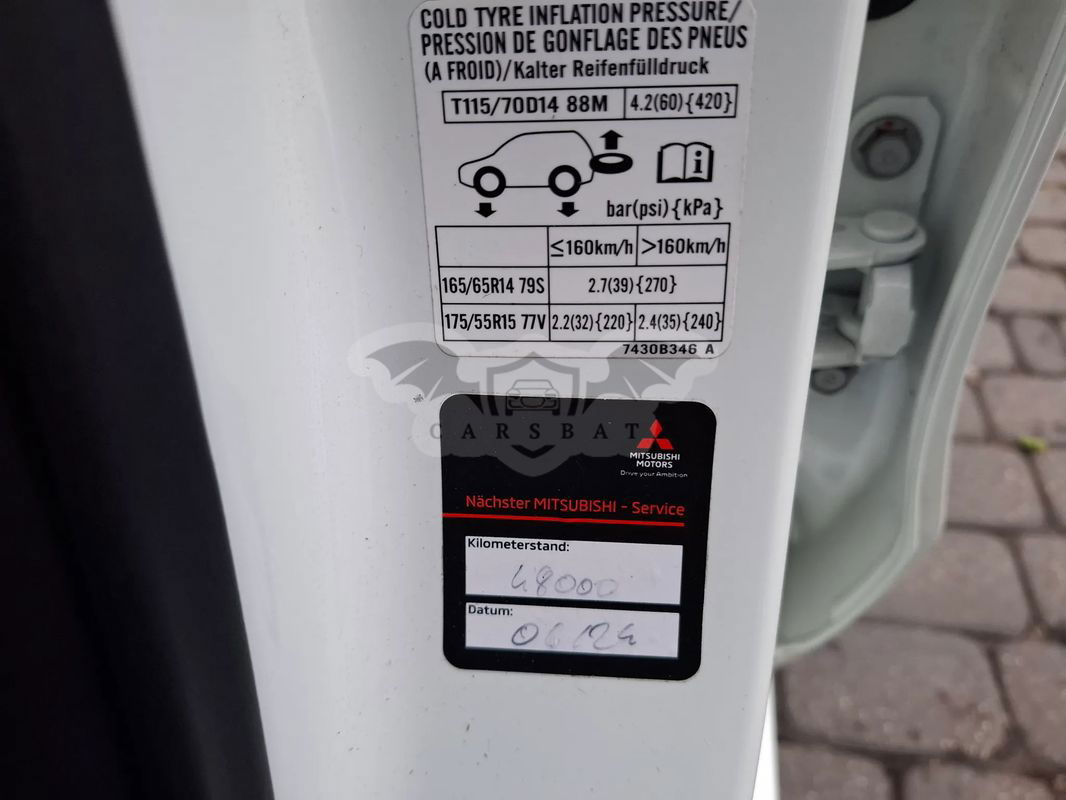 COLD TYRE INFLATION PRESSURE/
PRESSION DE GONFLAGE DES PNEUS
(A FROID)/Kalter Reifenfülldruck
T115/70D14 88M 4.2(60){420}
i
bar(psi){kPa}
≤160km/h >160km/h
165/65R14 79S 2.7(39){270}
175/55R15 77V 2.2(32){220} 2.4(35){240}
7430B346 A
CARSBAT
MITSUBISHI
MOTORS
Drive your Ambition
Nächster MITSUBISHI - Service
Kilometerstand:
48000
Datum:
06/24